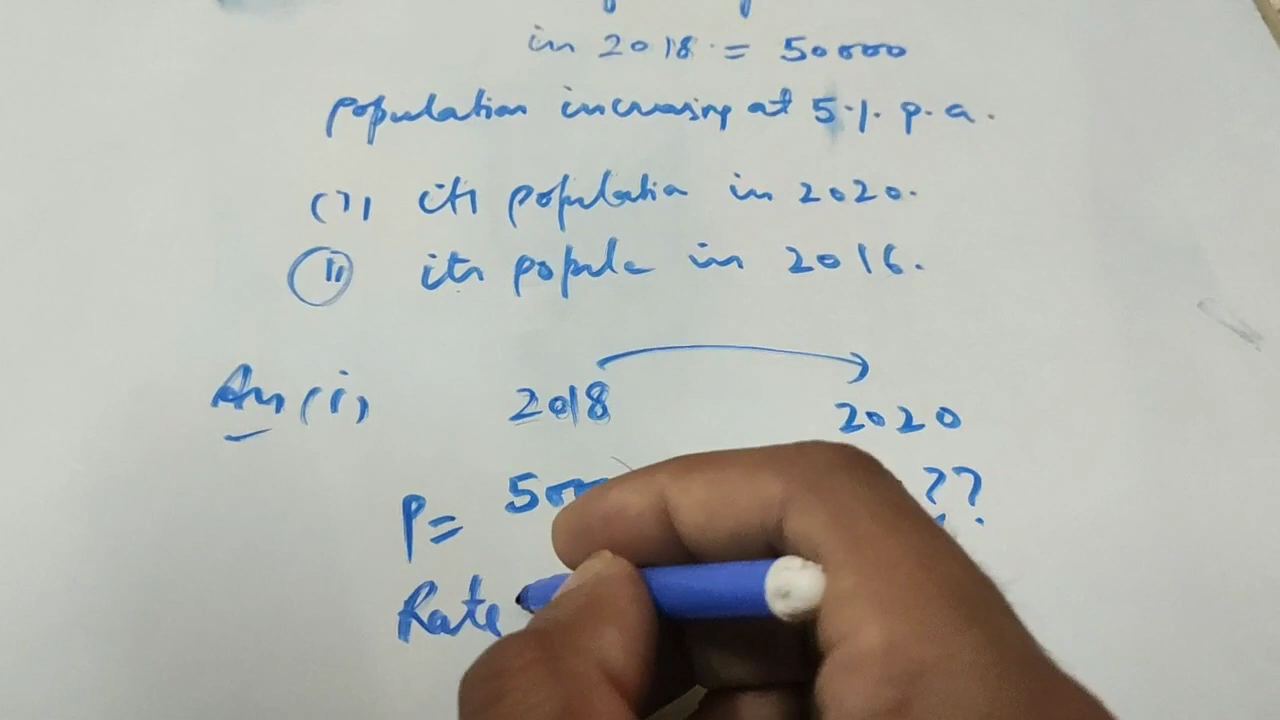 in 2018 = 50000
population increasing at 5% p.a.
(i) its population in 2020.
(ii) its popula in 2016.
Ans (i) 2018 2020
P= 500 ??
Rate